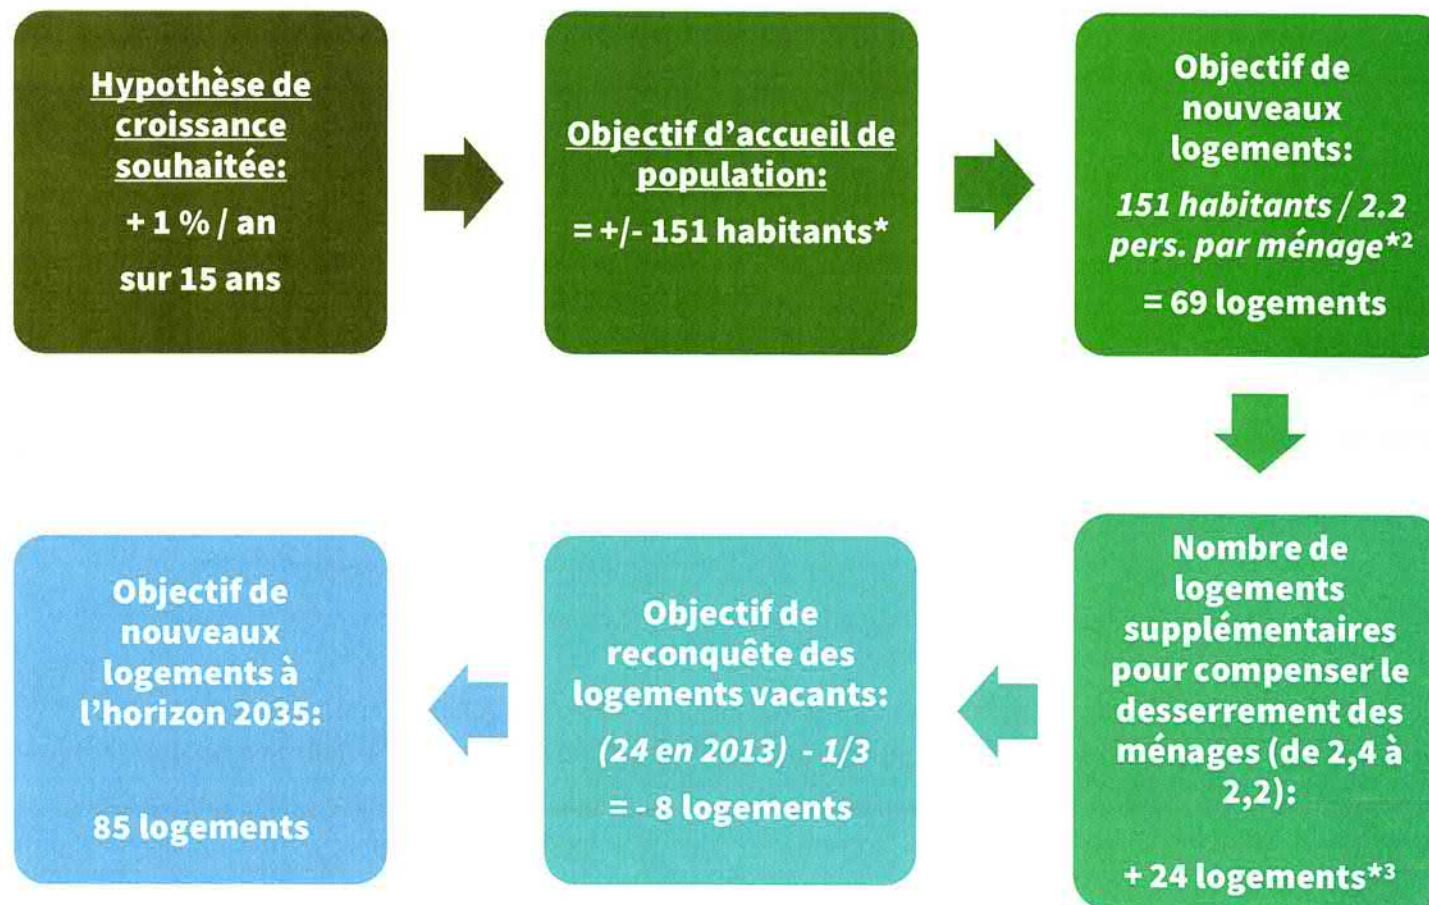 Hypothèse de
croissance
souhaitée:
+ 1 % / an
sur 15 ans
Objectif d’accueil de
population:
= +/- 151 habitants*
Objectif de
nouveaux
logements:
151 habitants / 2.2
pers. par ménage*²
= 69 logements
Nombre de
logements
supplémentaires
pour compenser le
desserrement des
ménages (de 2,4 à
2,2):
+ 24 logements*³
Objectif de
reconquête des
logements vacants:
(24 en 2013) - 1/3
= - 8 logements
Objectif de
nouveaux
logements à
l’horizon 2035:
85 logements